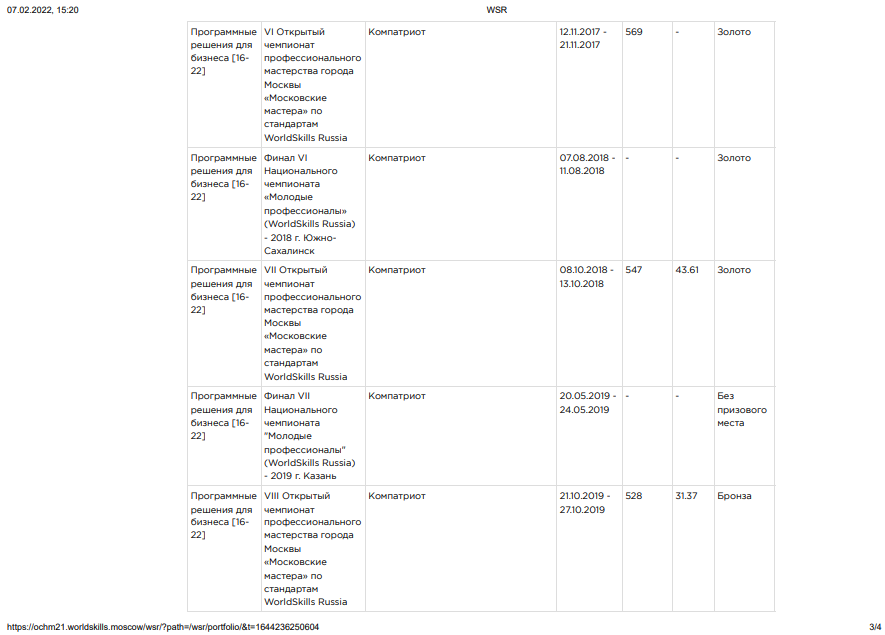 07.02.2022, 15:20
WSR
Программные решения для бизнеса [16-22]
VI Открытый чемпионат профессионального мастерства города Москвы «Московские мастера» по стандартам WorldSkills Russia
Компатриот
12.11.2017 - 21.11.2017
569
-
Золото
Программные решения для бизнеса [16-22]
Финал VI Национального чемпионата «Молодые профессионалы» (WorldSkills Russia) - 2018 г. Южно-Сахалинск
Компатриот
07.08.2018 - 11.08.2018
-
-
Золото
Программные решения для бизнеса [16-22]
VII Открытый чемпионат профессионального мастерства города Москвы «Московские мастера» по стандартам WorldSkills Russia
Компатриот
08.10.2018 - 13.10.2018
547
43.61
Золото
Программные решения для бизнеса [16-22]
Финал VII Национального чемпионата "Молодые профессионалы" (WorldSkills Russia) - 2019 г. Казань
Компатриот
20.05.2019 - 24.05.2019
-
-
Без призового места
Программные решения для бизнеса [16-22]
VIII Открытый чемпионат профессионального мастерства города Москвы «Московские мастера» по стандартам WorldSkills Russia
Компатриот
21.10.2019 - 27.10.2019
528
31.37
Бронза
https://ochm21.worldskills.moscow/wsr/?path=/wsr/portfolio/&t=1644236250604
3/4